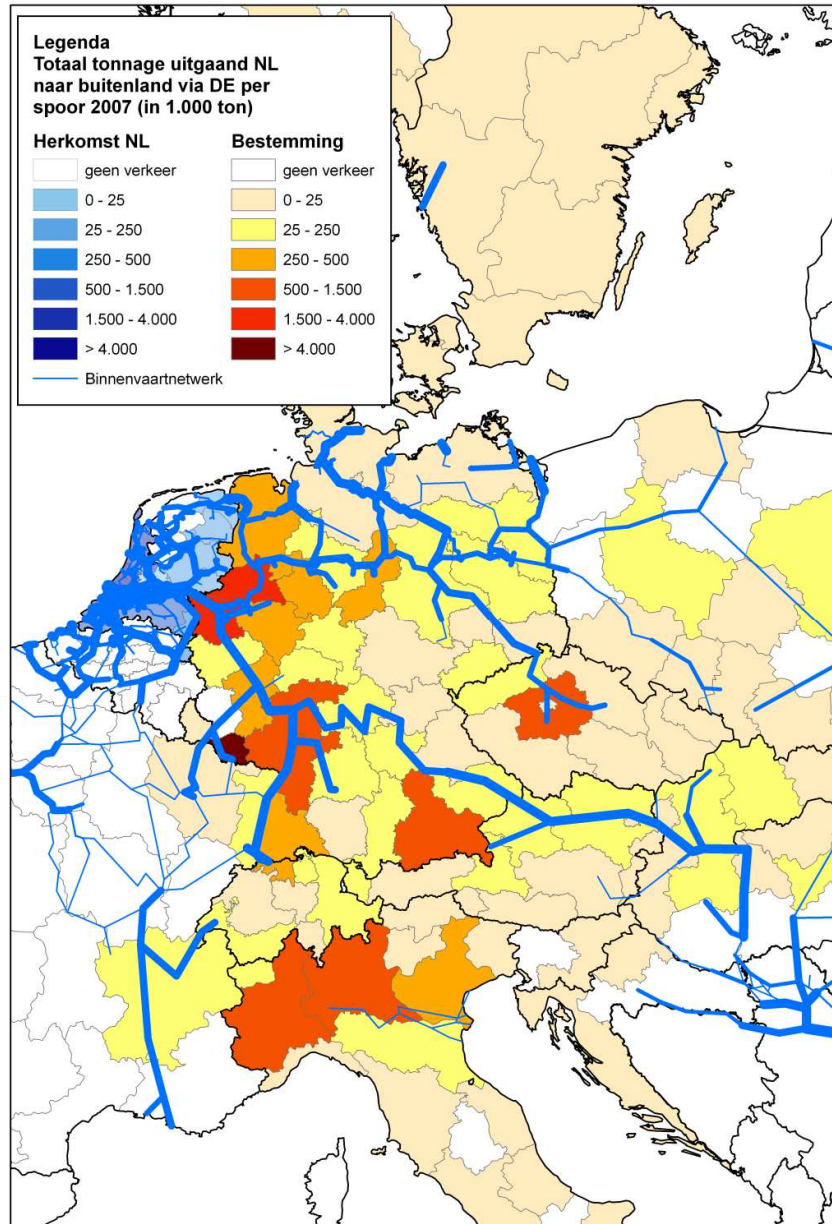 Legenda
Totaal tonnage uitgaand NL
naar buitenland via DE per
spoor 2007 (in 1.000 ton)
Herkomst NL
geen verkeer
0 - 25
25 - 250
250 - 500
500 - 1.500
1.500 - 4.000
> 4.000
Binnenvaartnetwerk
Bestemming
geen verkeer
0 - 25
25 - 250
250 - 500
500 - 1.500
1.500 - 4.000
> 4.000